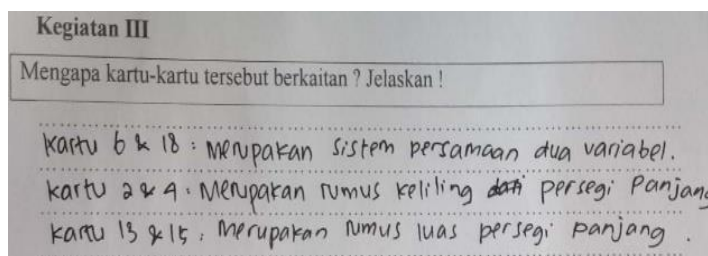 Kegiatan III
Mengapa kartu-kartu tersebut berkaitan ? Jelaskan !
Kartu 6 & 18 : Merupakan sistem persamaan dua variabel.
Kartu 2 & 4 : Merupakan rumus keliling dari persegi Panjang
Kartu 13 & 15 : Merupakan rumus luas persegi panjang.